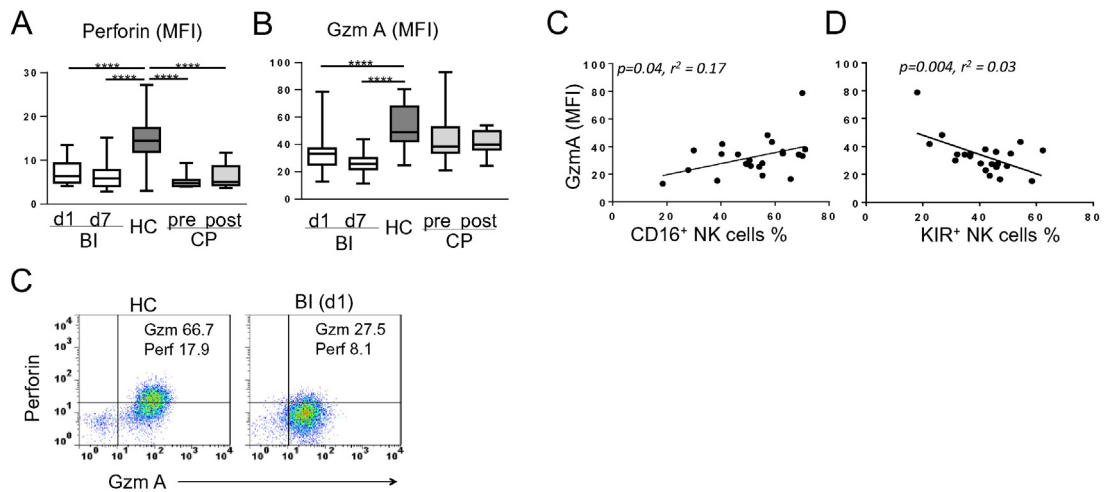 A
Perforin (MFI)
****
****
****
****
30
20
10
0
d1 d7 HC pre post
BI CP
B
Gzm A (MFI)
****
****
100
80
60
40
20
0
d1 d7 HC pre post
BI CP
C
p=0.04, r² = 0.17
GzmA (MFI)
100
80
60
40
20
0
0 20 40 60 80
CD16⁺ NK cells %
D
p=0.004, r² = 0.03
100
80
60
40
20
0
0 20 40 60 80
KIR⁺ NK cells %
C
HC
Gzm 66.7
Perf 17.9
BI (d1)
Gzm 27.5
Perf 8.1
Perforin
10⁴
10³
10²
10¹
10⁰
10⁰ 10¹ 10² 10³ 10⁴
10⁰ 10¹ 10² 10³ 10⁴
Gzm A